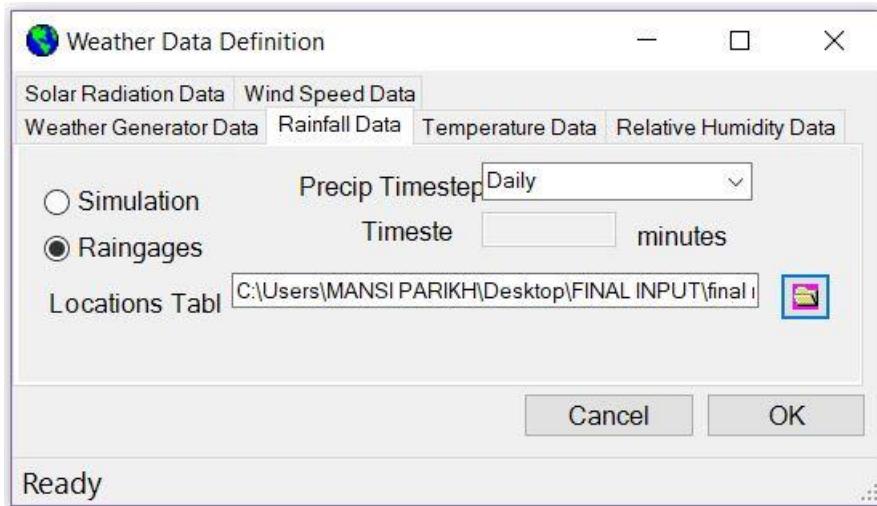 Weather Data Definition
Solar Radiation Data Wind Speed Data
Weather Generator Data Rainfall Data Temperature Data Relative Humidity Data
Simulation
Precip Timestep Daily
Raingages
Timeste minutes
Locations Tabl C:\Users\MANSI PARIKH\Desktop\FINAL INPUT\final
Cancel OK
Ready